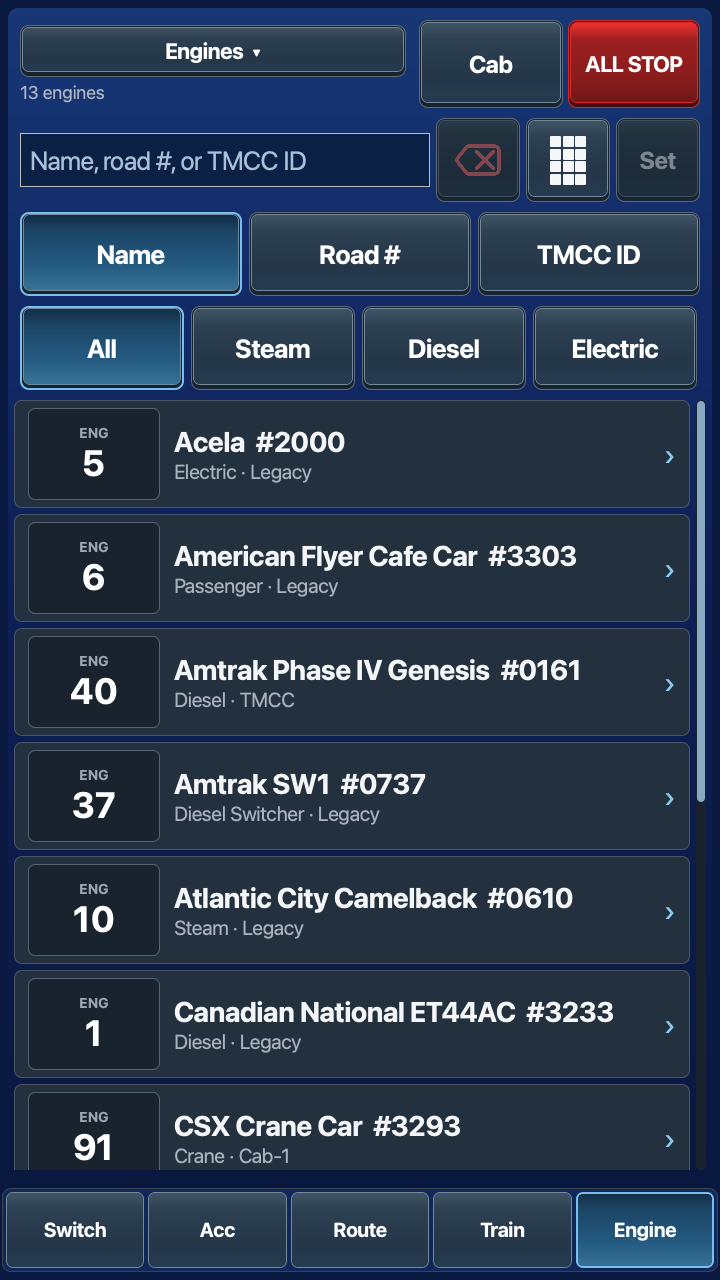 Engines ▾
Cab
ALL STOP
13 engines
Name, road #, or TMCC ID
Set
Name
Road #
TMCC ID
All
Steam
Diesel
Electric
ENG
5
Acela #2000
Electric · Legacy
ENG
6
American Flyer Cafe Car #3303
Passenger · Legacy
ENG
40
Amtrak Phase IV Genesis #0161
Diesel · TMCC
ENG
37
Amtrak SW1 #0737
Diesel Switcher · Legacy
ENG
10
Atlantic City Camelback #0610
Steam · Legacy
ENG
1
Canadian National ET44AC #3233
Diesel · Legacy
ENG
91
CSX Crane Car #3293
Crane · Cab-1
Switch
Acc
Route
Train
Engine